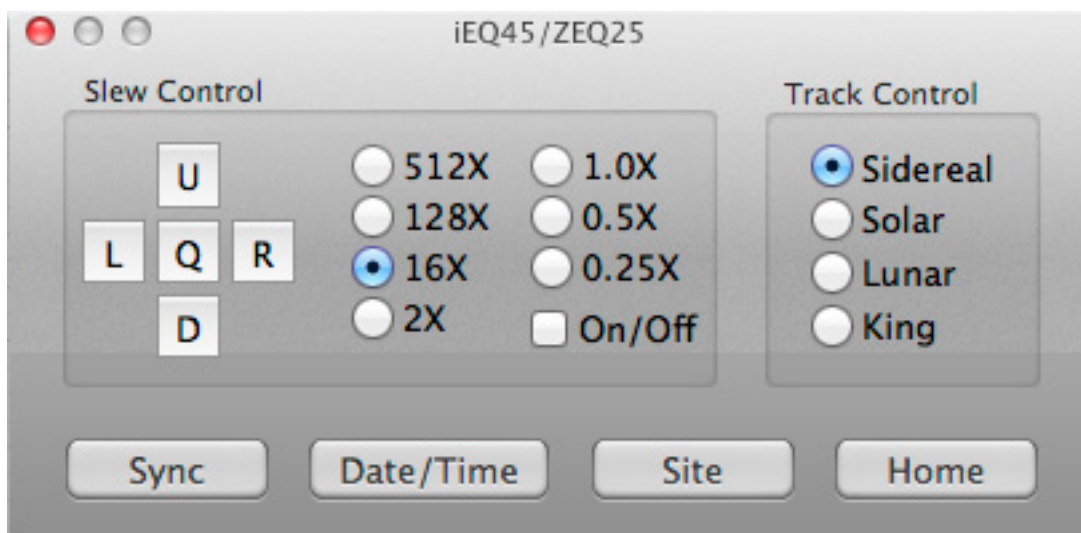 iEQ45/ZEQ25
Slew Control
U
L Q R
D
512X
128X
16X
2X
1.0X
0.5X
0.25X
On/Off
Track Control
Sidereal
Solar
Lunar
King
Sync
Date/Time
Site
Home